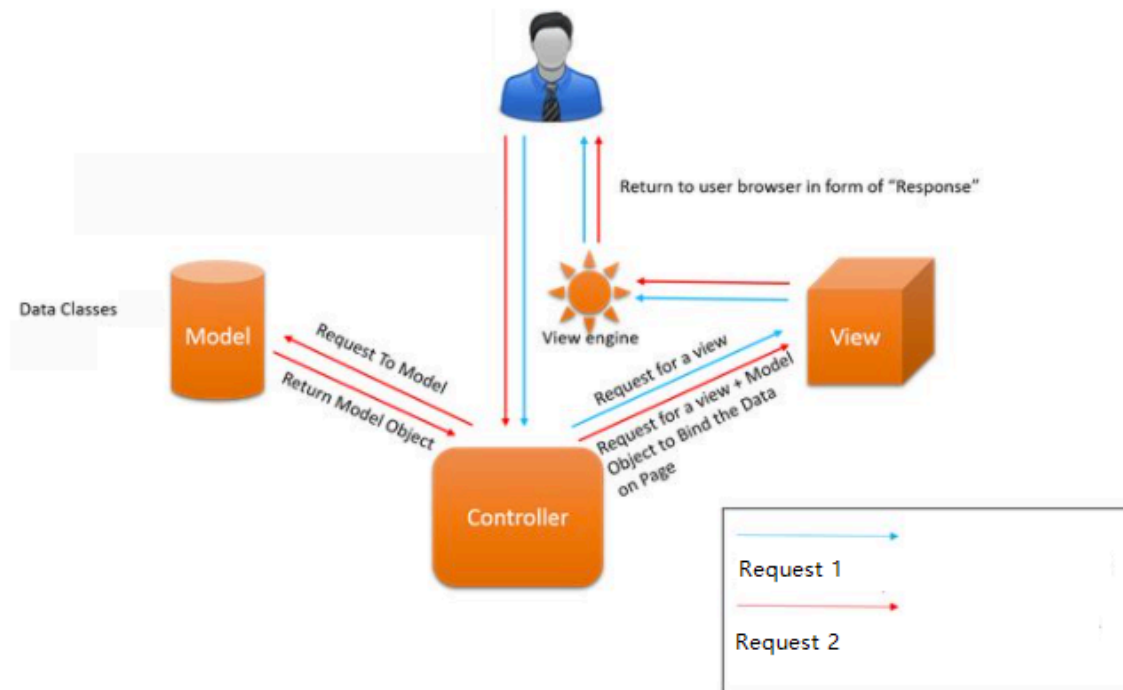 Return to user browser in form of “Response”
Data Classes
Model
View engine
View
Request To Model
Return Model Object
Request for a view
Request for a view + Model
Object to Bind the Data
on Page
Controller
Request 1
Request 2